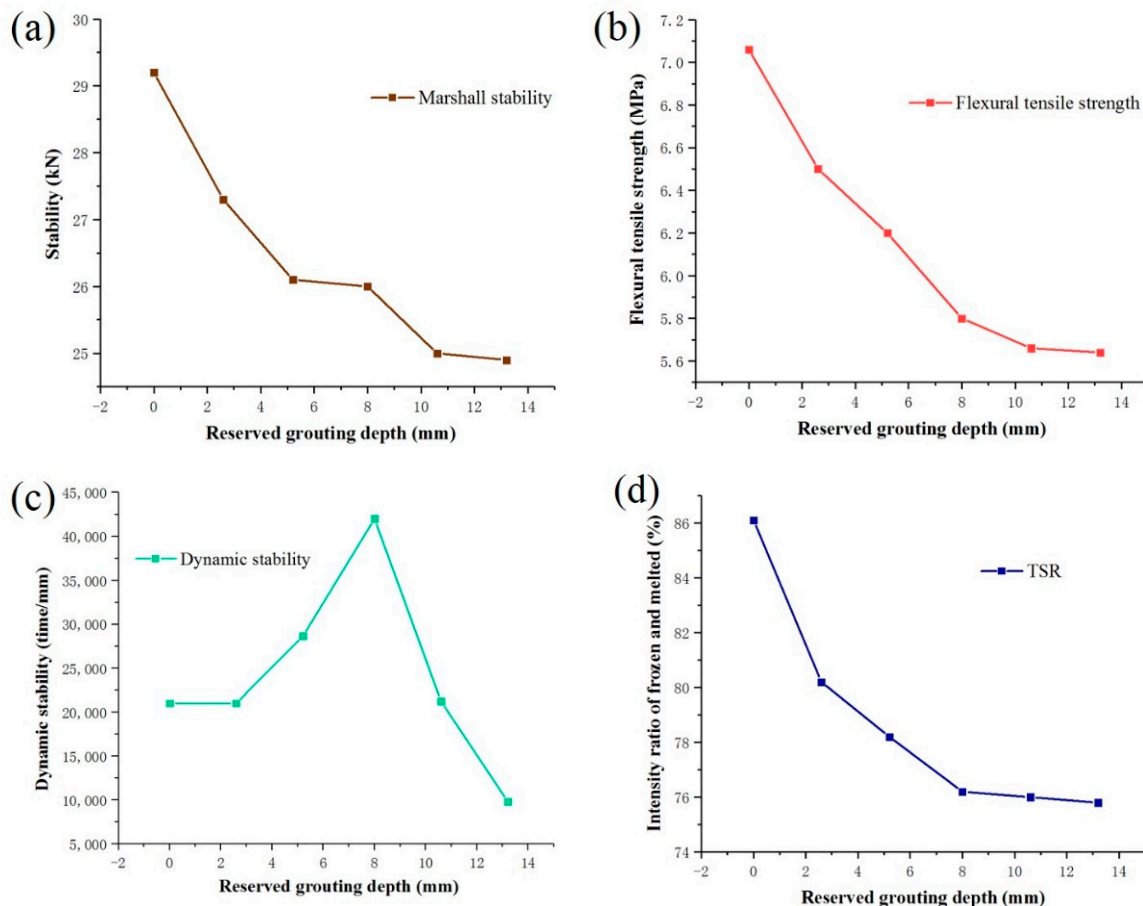 (a)
30
29
28
27
26
25
Stability (kN)
Marshall stability
-2 0 2 4 6 8 10 12 14
Reserved grouting depth (mm)
(b)
7.2
7.0
6.8
6.6
6.4
6.2
6.0
5.8
5.6
Flexural tensile strength (MPa)
Flexural tensile strength
-2 0 2 4 6 8 10 12 14
Reserved grouting depth (mm)
(c)
45,000
40,000
35,000
30,000
25,000
20,000
15,000
10,000
5,000
Dynamic stability (time/mm)
Dynamic stability
-2 0 2 4 6 8 10 12 14
Reserved grouting depth (mm)
(d)
86
84
82
80
78
76
74
Intensity ratio of frozen and melted (%)
TSR
-2 0 2 4 6 8 10 12 14
Reserved grouting depth (mm)